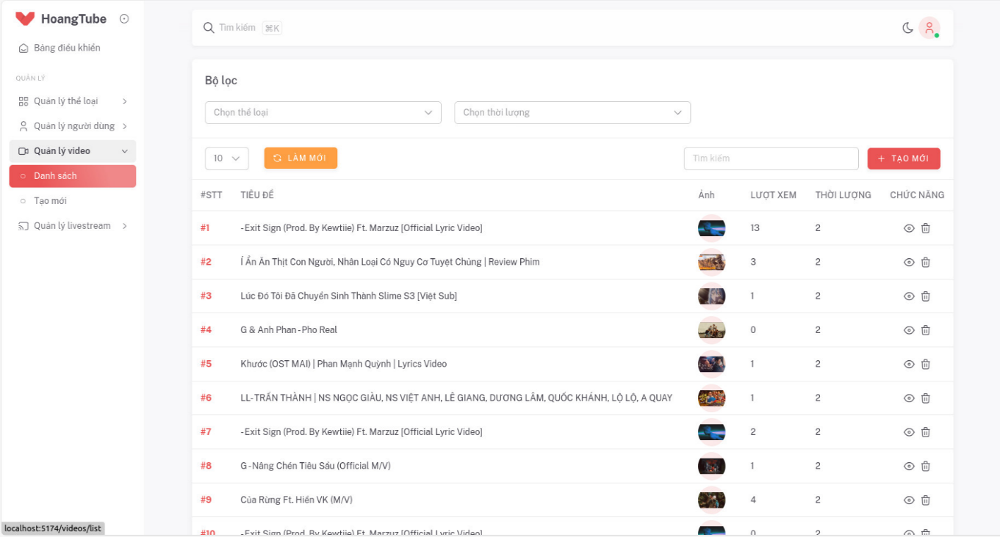 HoangTube
Tìm kiếm ⌘K
Bảng điều khiển
QUẢN LÝ
Quản lý thể loại
Quản lý người dùng
Quản lý video
Danh sách
Tạo mới
Quản lý livestream
Bộ lọc
Chọn thể loại
Chọn thời lượng
10
LÀM MỚI
Tìm kiếm
+ TẠO MỚI
#STT TIÊU ĐỀ Ảnh LƯỢT XEM THỜI LƯỢNG CHỨC NĂNG
#1 -Exit Sign (Prod. By Kewtiie) Ft. Marzuz [Official Lyric Video] 13 2
#2 Í Ẩn Ăn Thịt Con Người, Nhân Loại Có Nguy Cơ Tuyệt Chủng | Review Phim 3 2
#3 Lúc Đó Tôi Đã Chuyển Sinh Thành Slime S3 [Việt Sub] 1 2
#4 G & Anh Phan - Pho Real 0 2
#5 Khước (OST MAI) | Phan Mạnh Quỳnh | Lyrics Video 1 2
#6 LL- TRẤN THÀNH | NS NGỌC GIÀU, NS VIỆT ANH, LÊ GIANG, DƯƠNG LÂM, QUỐC KHÁNH, LỘ LỘ, A QUAY 1 2
#7 -Exit Sign (Prod. By Kewtiie) Ft. Marzuz [Official Lyric Video] 2 2
#8 G - Nâng Chén Tiêu Sầu (Official M/V) 1 2
#9 Của Rừng Ft. Hiền VK (M/V) 4 2
#10 -Exit Sign (Prod. By Kewtiie) Ft. Marzuz [Official Lyric Video] 0 2
localhost:5174/videos/list